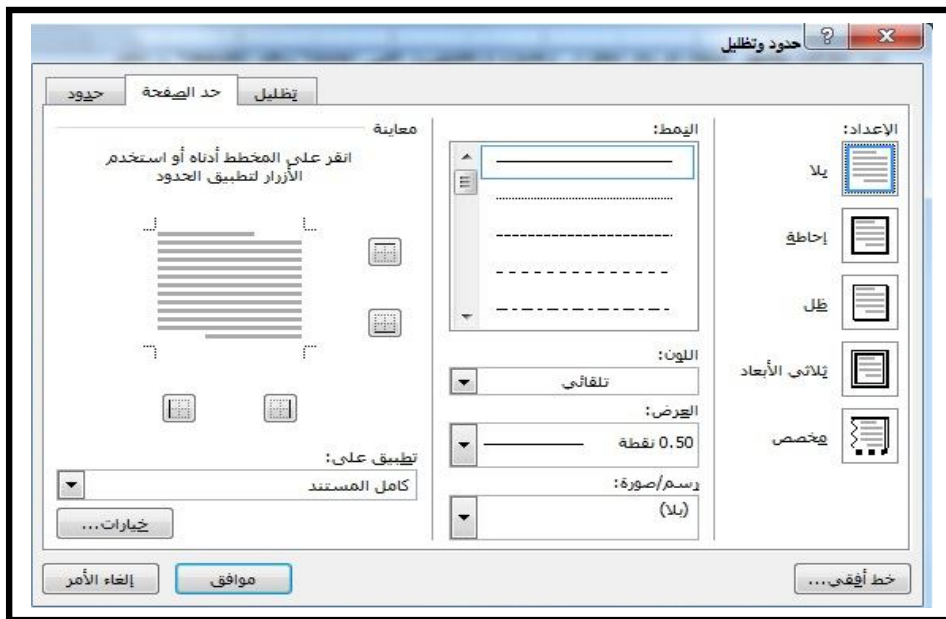 حدود وتظليل
حدود
حد الصفحة
تظليل
الإعداد:
بلا
إحاطة
ظل
ثلاثي الأبعاد
مخصص
النمط:
اللون:
تلقائي
العرض:
0.50 نقطة
رسم/صورة:
(بلا)
معاينة
انقر على المخطط أدناه أو استخدم
الأزرار لتطبيق الحدود
تطبيق على:
كامل المستند
خيارات...
خط أفقي...
موافق
إلغاء الأمر